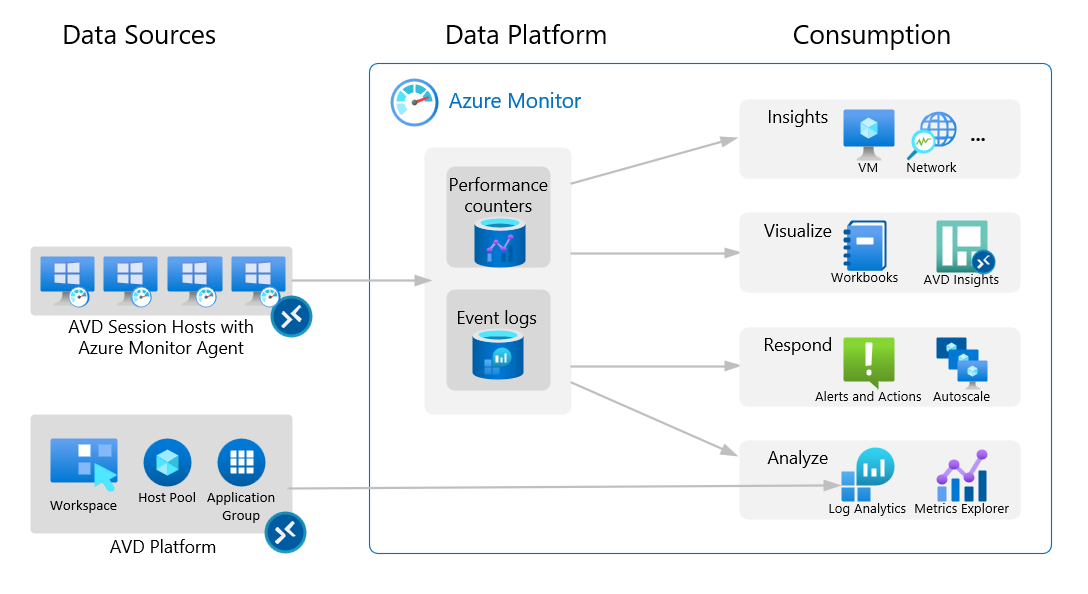 Data Sources
Data Platform
Consumption
Azure Monitor
Insights
VM
Network
...
Performance
counters
Visualize
Workbooks
AVD Insights
AVD Session Hosts with
Azure Monitor Agent
Event logs
Respond
Alerts and Actions
Autoscale
Workspace
Host Pool
Application
Group
AVD Platform
Analyze
Log Analytics
Metrics Explorer